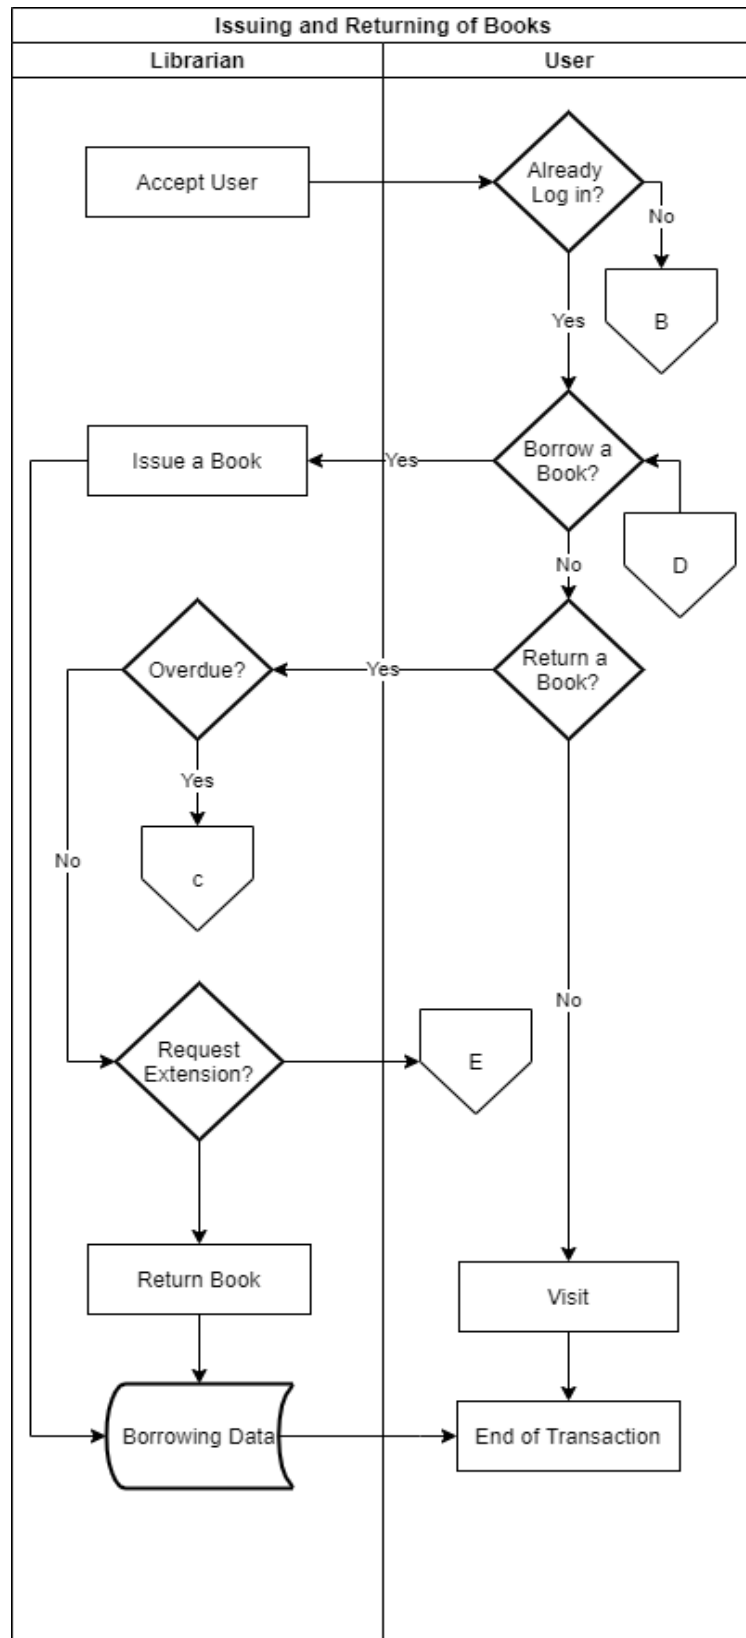 Issuing and Returning of Books
Librarian
User
Accept User
Already
Log in?
No
B
Yes
Issue a Book
Yes
Borrow a
Book?
D
No
Overdue?
Yes
Return a
Book?
Yes
c
No
No
Request
Extension?
E
Return Book
Visit
Borrowing Data
End of Transaction